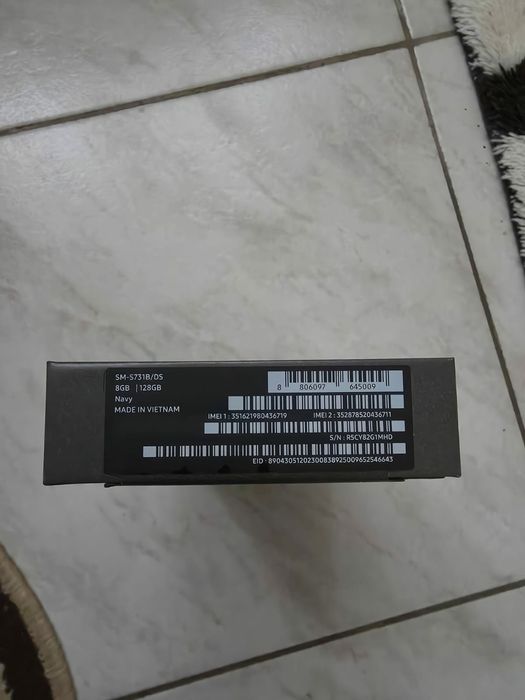 SM-S731B/DS
8GB | 128GB
Navy
MADE IN VIETNAM
8 806097 645009
IMEI 1 : 351621980436719 IMEI 2 : 352878520436711
S/N : R5CY82G1MHD
EID : 89043051202300838925009652546643